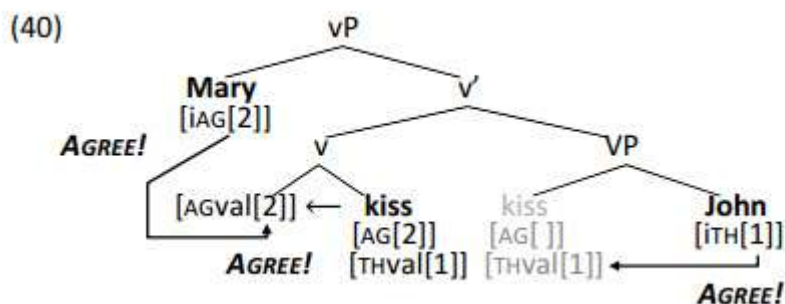 (40) vP
Mary v'
[iAG[2]]
AGREE! v VP
[AGval[2]] ← kiss kiss John
[AG[2]] [AG[ ]] [iTH[1]]
AGREE! [THval[1]] [THval[1]]
AGREE!